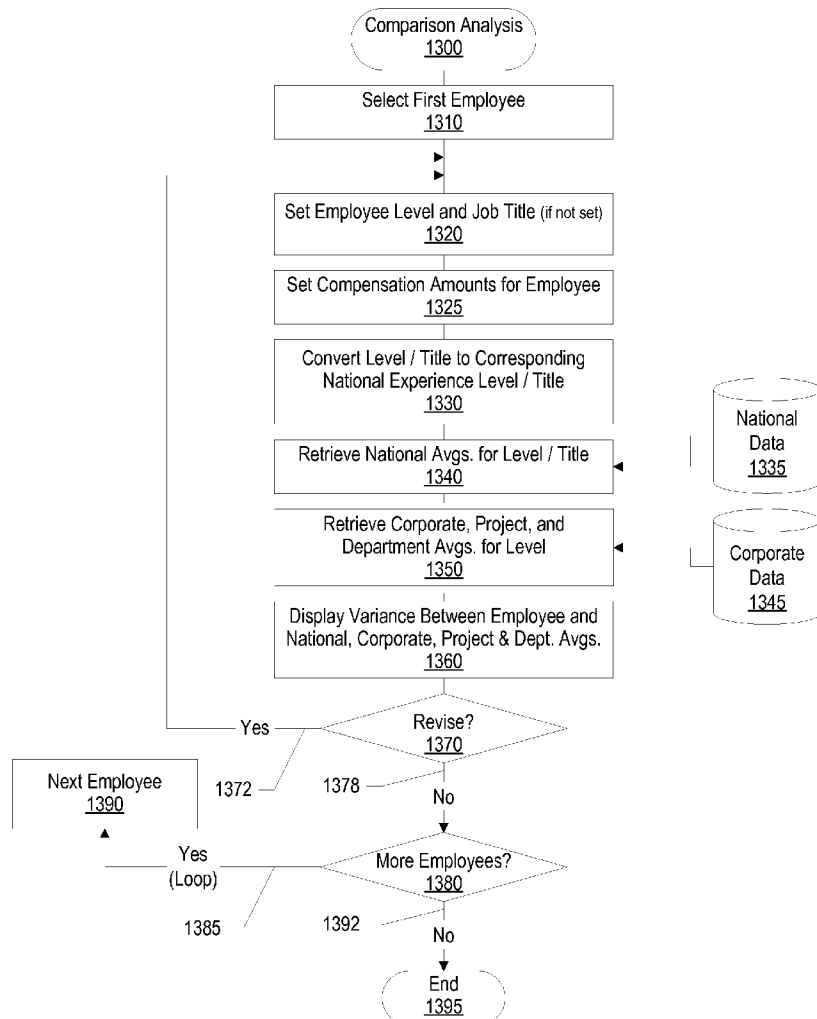 Comparison Analysis
1300
Select First Employee
1310
Set Employee Level and Job Title (if not set)
1320
Set Compensation Amounts for Employee
1325
Convert Level / Title to Corresponding
National Experience Level / Title
1330
National
Data
1335
Retrieve National Avgs. for Level / Title
1340
Retrieve Corporate, Project, and
Department Avgs. for Level
1350
Corporate
Data
1345
Display Variance Between Employee and
National, Corporate, Project & Dept. Avgs.
1360
Revise?
1370
Yes
1372
1378
No
Next Employee
1390
More Employees?
1380
Yes
(Loop)
1385
1392
No
End
1395